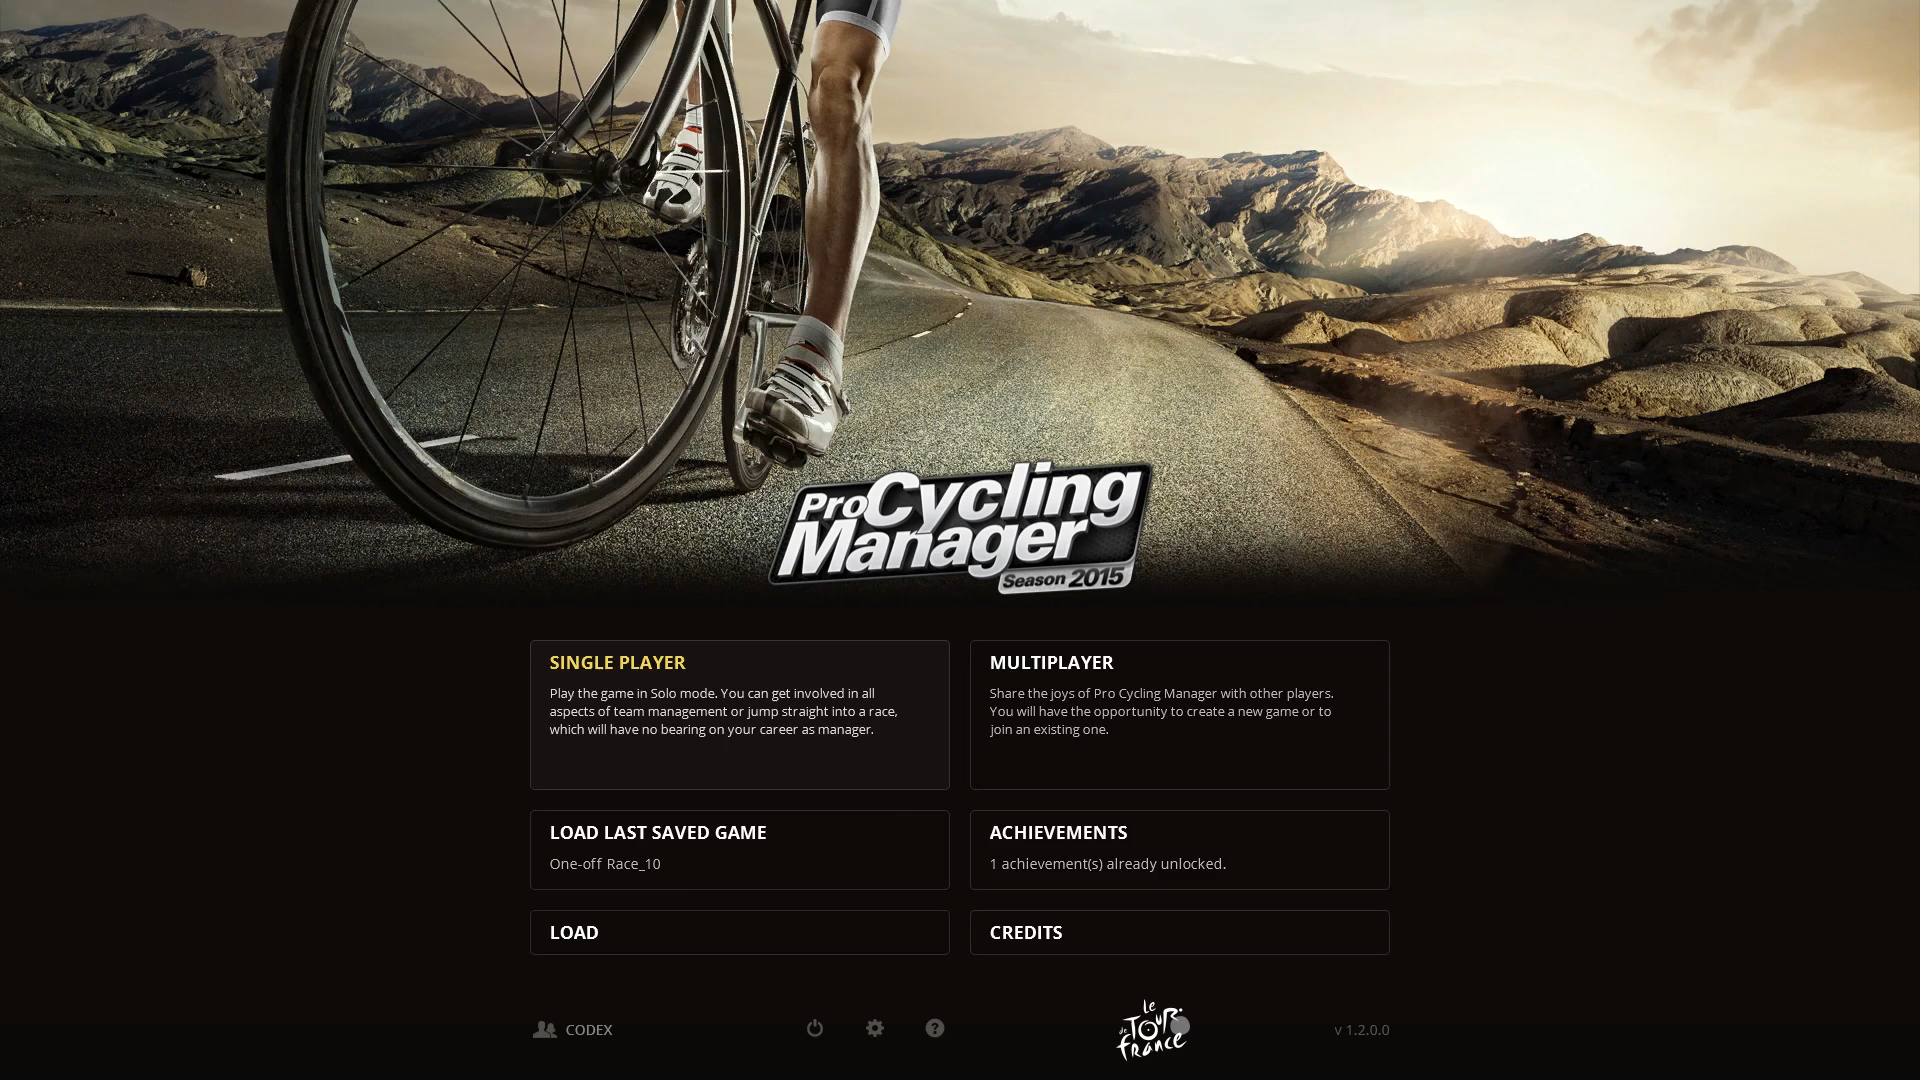 Pro Cycling
Manager
Season 2015
SINGLE PLAYER
Play the game in Solo mode. You can get involved in all
aspects of team management or jump straight into a race,
which will have no bearing on your career as manager.
MULTIPLAYER
Share the joys of Pro Cycling Manager with other players.
You will have the opportunity to create a new game or to
join an existing one.
LOAD LAST SAVED GAME
One-off Race_10
ACHIEVEMENTS
1 achievement(s) already unlocked.
LOAD
CREDITS
CODEX
?
le
TOUR
de
france
v 1.2.0.0